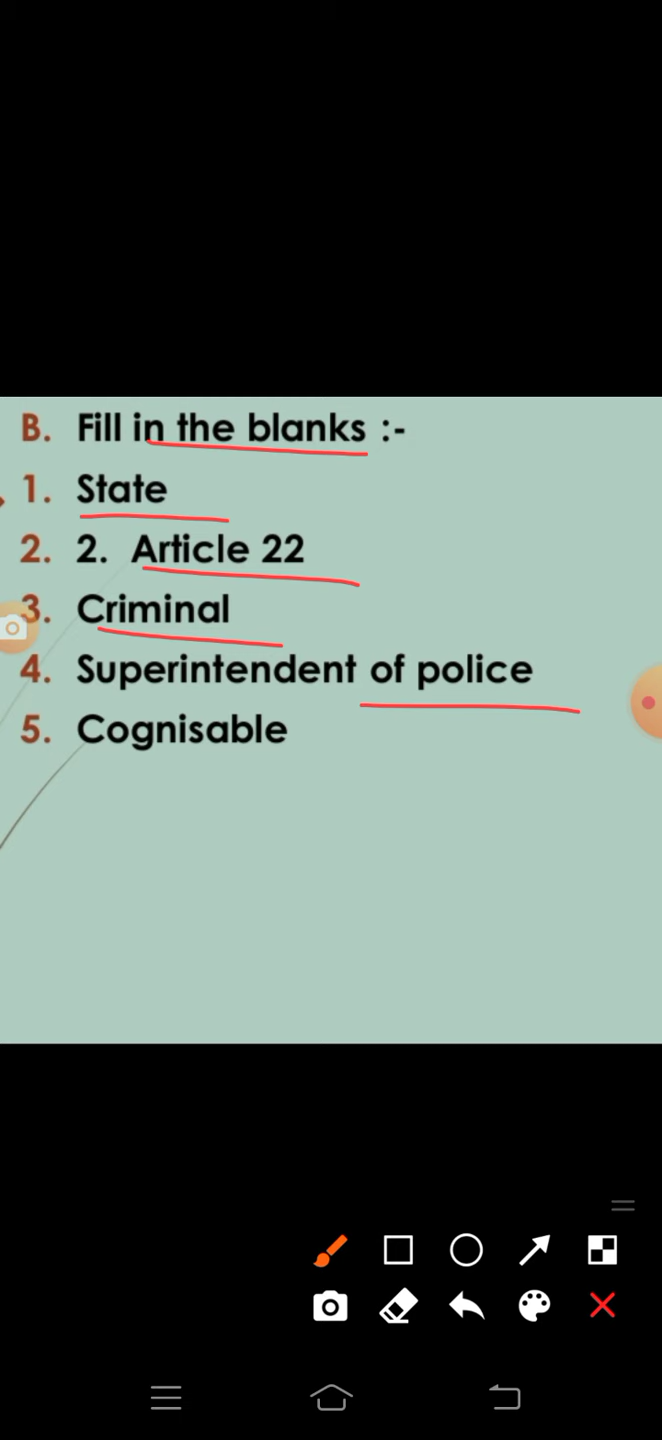 B. Fill in the blanks :-
1. State
2. 2. Article 22
3. Criminal
4. Superintendent of police
5. Cognisable